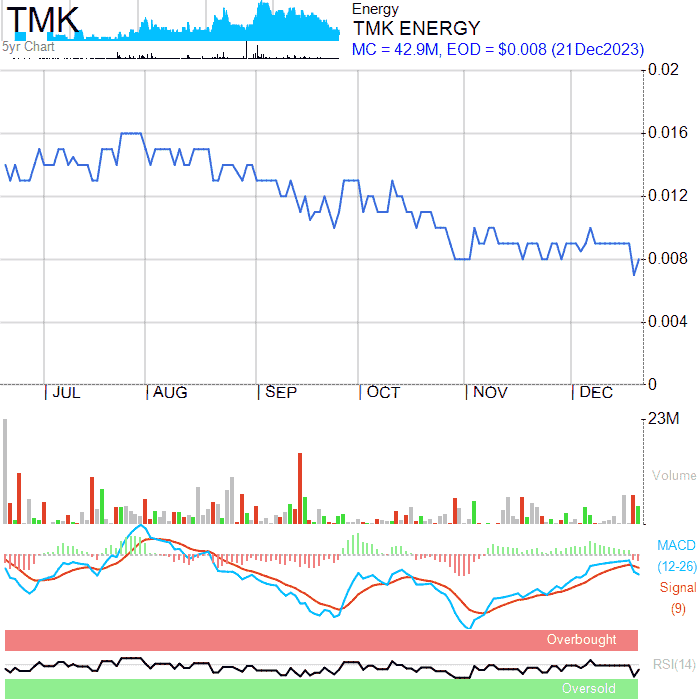 TMK
5yr Chart
Energy
TMK ENERGY
MC = 42.9M, EOD = $0.008 (21Dec2023)
0.02
0.016
0.012
0.008
0.004
0
JUL AUG SEP OCT NOV DEC
23M
Volume
MACD
(12-26)
Signal
(9)
Overbought
RSI(14)
Oversold